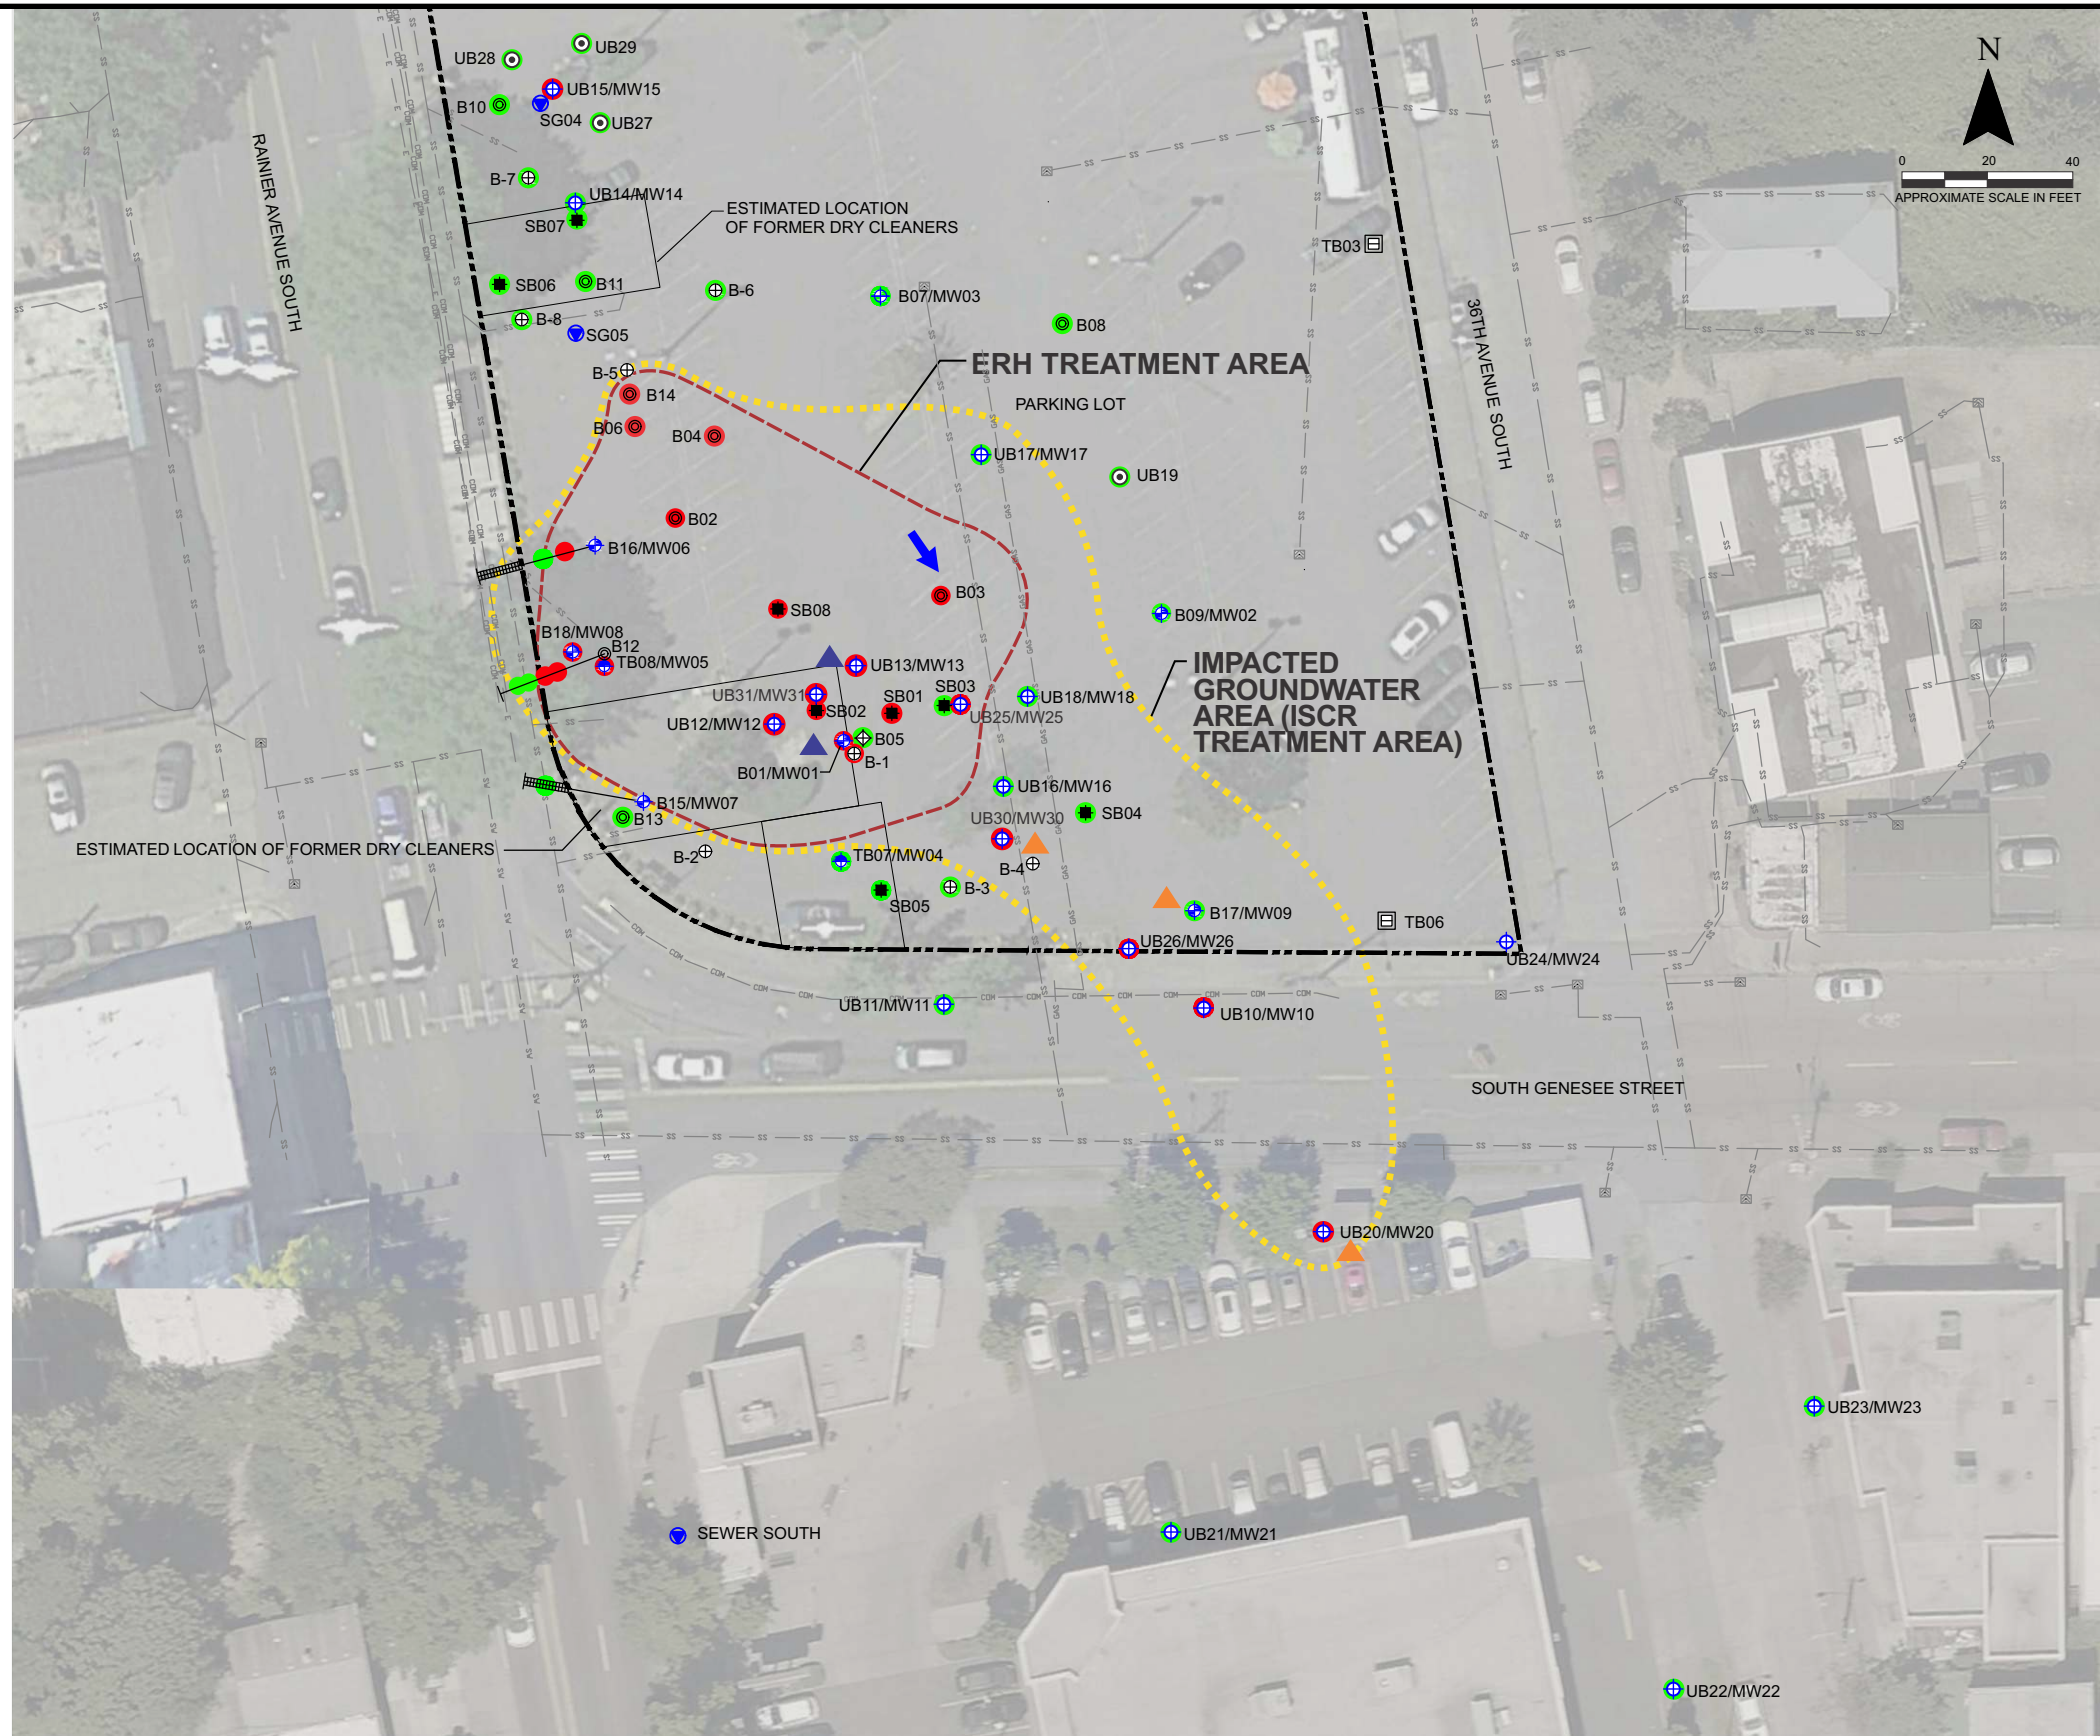 UB28
UB29
N
UB15/MW15
B10
SG04
UB27
0 20 40
APPROXIMATE SCALE IN FEET
RAINIER AVENUE SOUTH
B-7
UB14/MW14
SB07
ESTIMATED LOCATION
OF FORMER DRY CLEANERS
TB03
SB06
B11
B-6
B07/MW03
B-8
SG05
B08
36TH AVENUE SOUTH
ERH TREATMENT AREA
B-5
B14
PARKING LOT
B06
B04
UB17/MW17
UB19
B02
B16/MW06
B03
SB08
B09/MW02
B18/MW08
B12
TB08/MW05
UB13/MW13
IMPACTED
GROUNDWATER
AREA (ISCR
TREATMENT AREA)
UB31/MW31
SB01
SB03
UB18/MW18
SB02
UB25/MW25
UB12/MW12
B05
B-1
B01/MW01
UB16/MW16
B15/MW07
B13
UB30/MW30
SB04
ESTIMATED LOCATION OF FORMER DRY CLEANERS
B-2
TB07/MW04
B-4
B-3
SB05
B17/MW09
TB06
UB26/MW26
UB24/MW24
UB11/MW11
UB10/MW10
SOUTH GENESEE STREET
UB20/MW20
UB23/MW23
SEWER SOUTH
UB21/MW21
UB22/MW22